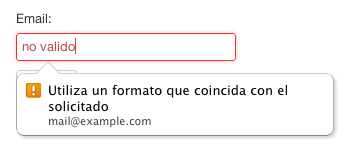 Email:
no valido
Utiliza un formato que coincida con el
solicitado
mail@example.com